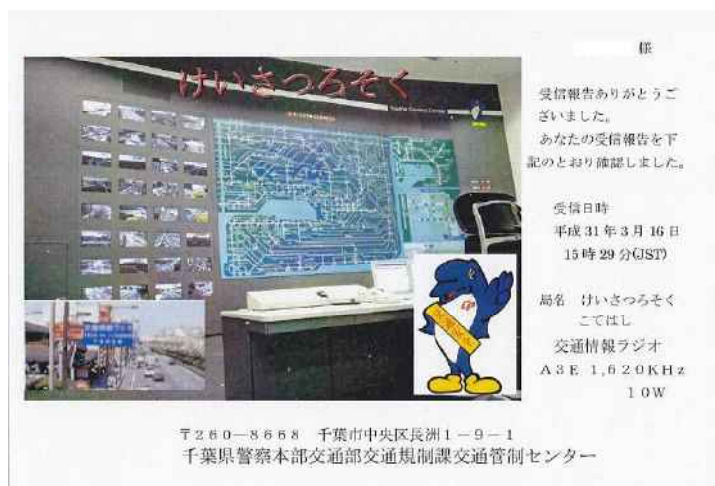 様
けいさつろそく
受信報告ありがとうご
ざいました。
あなたの受信報告を下
記のとおり確認しました。
受信日時
平成31年3月16日
15時29分(JST)
局名 けいさつろそく
こてはし
交通情報ラジオ
A3E 1,620KHz
10W
〒260―8668 千葉市中央区長洲1-9-1
千葉県警察本部交通部交通規制課交通管制センター